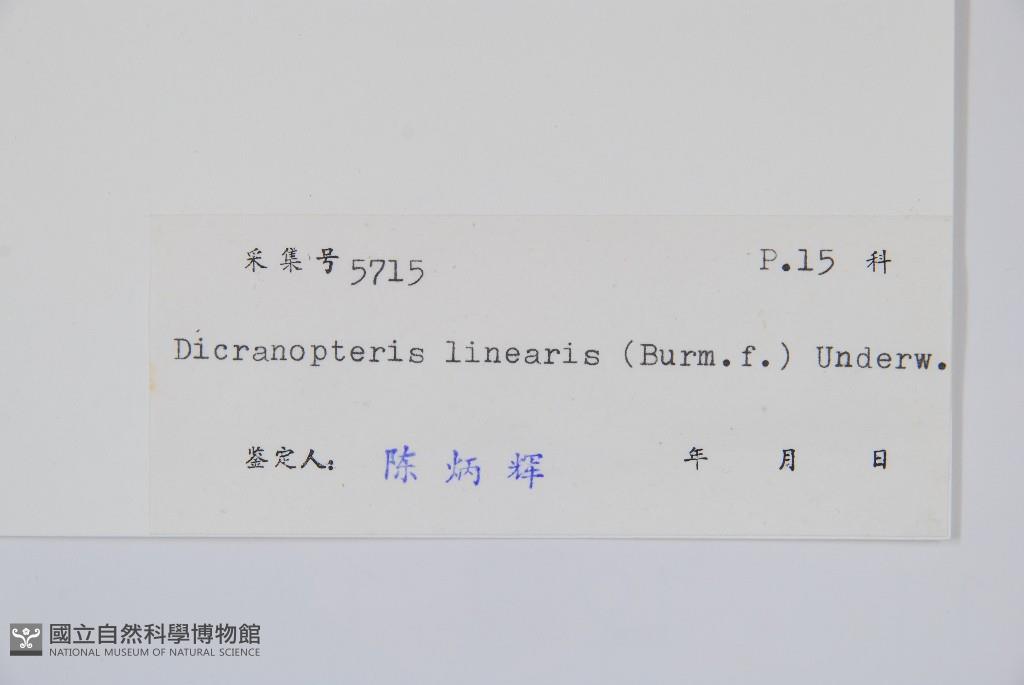 采集号 5715 P.15 科
Dicranopteris linearis (Burm.f.) Underw.
鉴定人: 陈炳辉 年 月 日
國立自然科學博物館
NATIONAL MUSEUM OF NATURAL SCIENCE